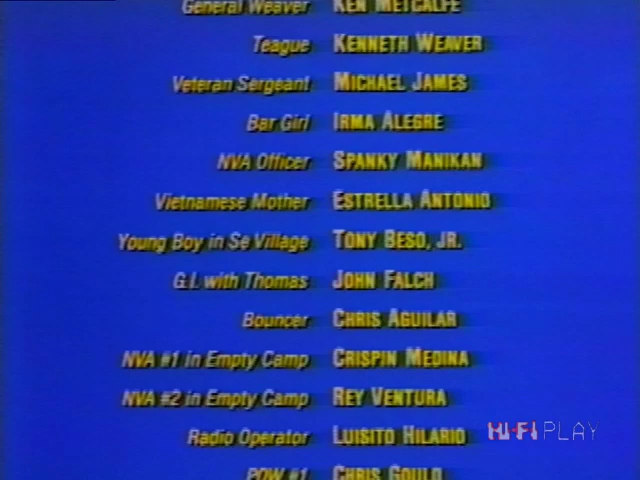 General Weaver KEN METCALFE
Teague KENNETH WEAVER
Veteran Sergeant MICHAEL JAMES
Bar Girl IRMA ALEGRE
NVA Officer SPANKY MANIKAN
Vietnamese Mother ESTRELLA ANTONIO
Young Boy in Se Village TONY BESO, JR.
G.I. with Thomas JOHN FALCH
Bouncer CHRIS AGUILAR
NVA #1 in Empty Camp CRISPIN MEDINA
NVA #2 in Empty Camp REY VENTURA
Radio Operator LUISITO HILARIO HI-FI PLAY
POW #1 CHRIS GOULD